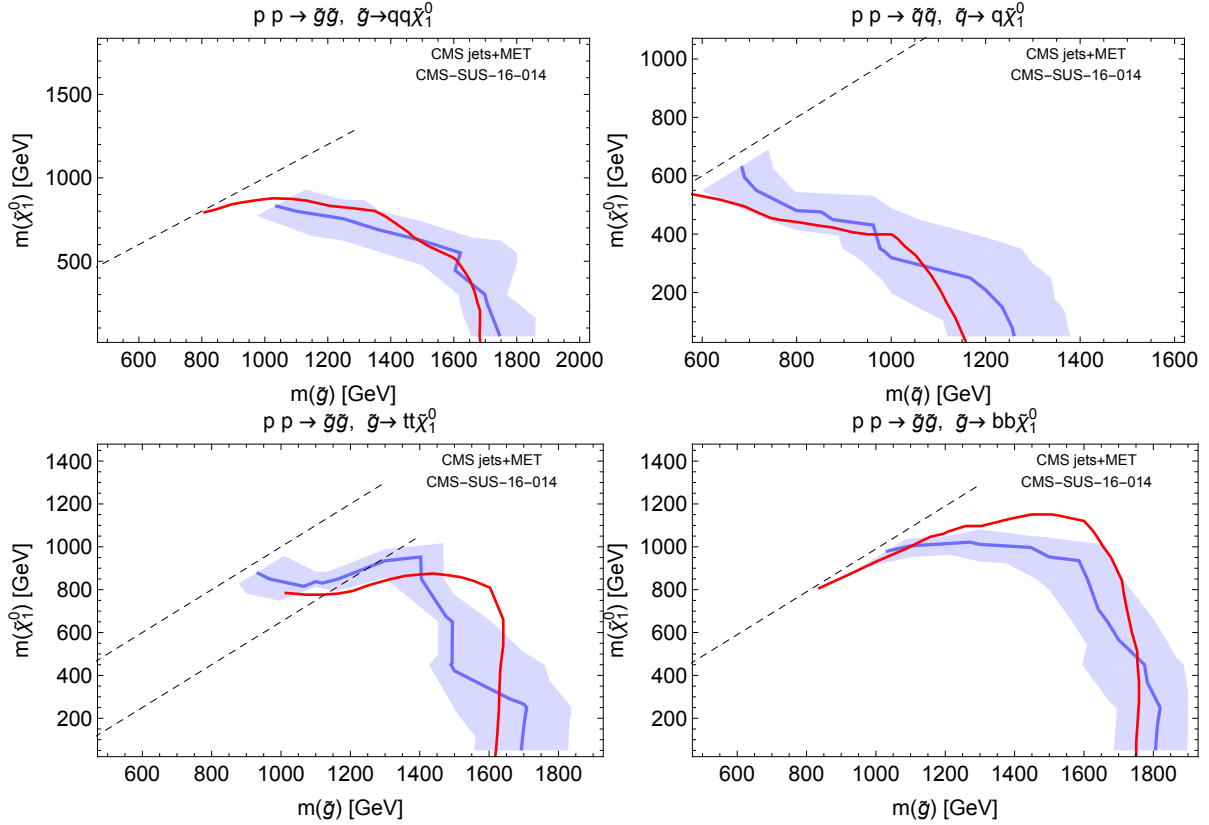 p p → g̃g̃, g̃→qqχ̃₁⁰
CMS jets+MET
CMS−SUS−16−014
m(χ̃₁⁰) [GeV]
1500
1000
500
600 800 1000 1200 1400 1600 1800 2000
m(g̃) [GeV]
p p → q̃q̃, q̃→ qχ̃₁⁰
CMS jets+MET
CMS−SUS−16−014
m(χ̃₁⁰) [GeV]
1000
800
600
400
200
600 800 1000 1200 1400 1600
m(q̃) [GeV]
p p → g̃g̃, g̃→ ttχ̃₁⁰
CMS jets+MET
CMS−SUS−16−014
m(χ̃₁⁰) [GeV]
1400
1200
1000
800
600
400
200
600 800 1000 1200 1400 1600 1800
m(g̃) [GeV]
p p → g̃g̃, g̃→ bbχ̃₁⁰
CMS jets+MET
CMS−SUS−16−014
m(χ̃₁⁰) [GeV]
1400
1200
1000
800
600
400
200
600 800 1000 1200 1400 1600 1800
m(g̃) [GeV]